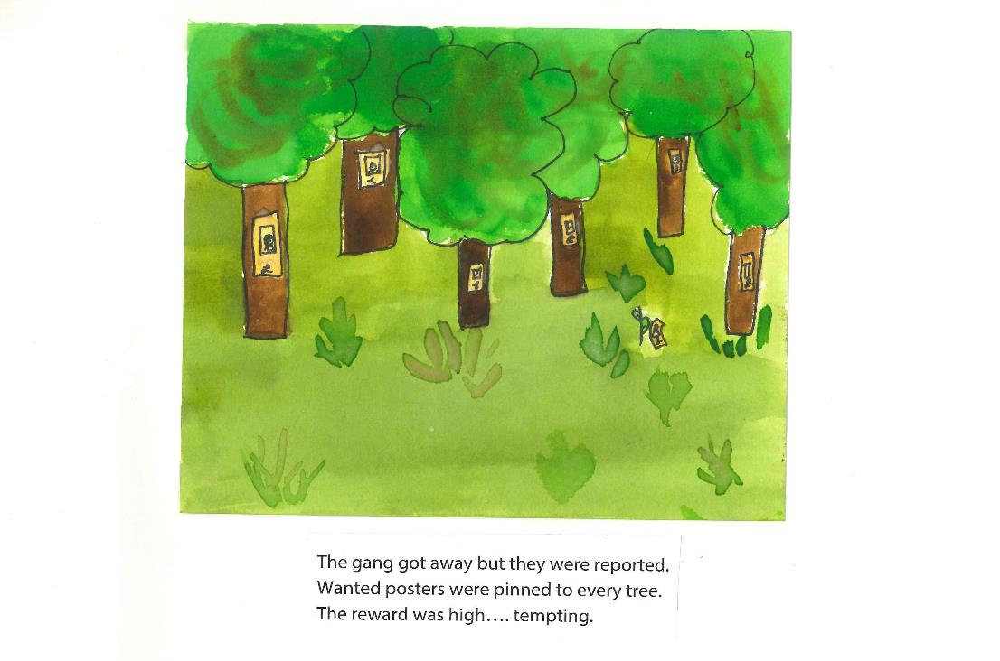 The gang got away but they were reported.
Wanted posters were pinned to every tree.
The reward was high…. tempting.